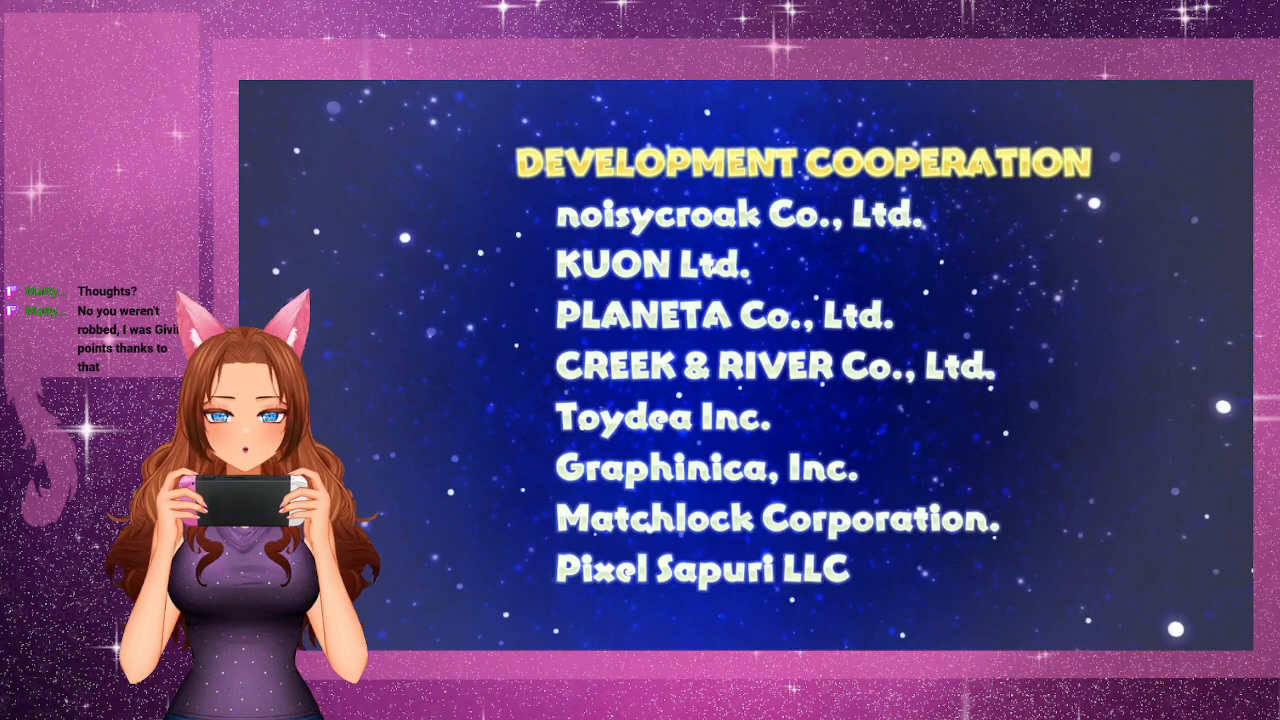 DEVELOPMENT COOPERATION
noisycroak Co., Ltd.
KUON Ltd.
PLANETA Co., Ltd.
CREEK & RIVER Co., Ltd.
Toydea Inc.
Graphinica, Inc.
Matchlock Corporation.
Pixel Sapuri LLC
Thoughts?
No you weren't
robbed, I was
points thanks to
that